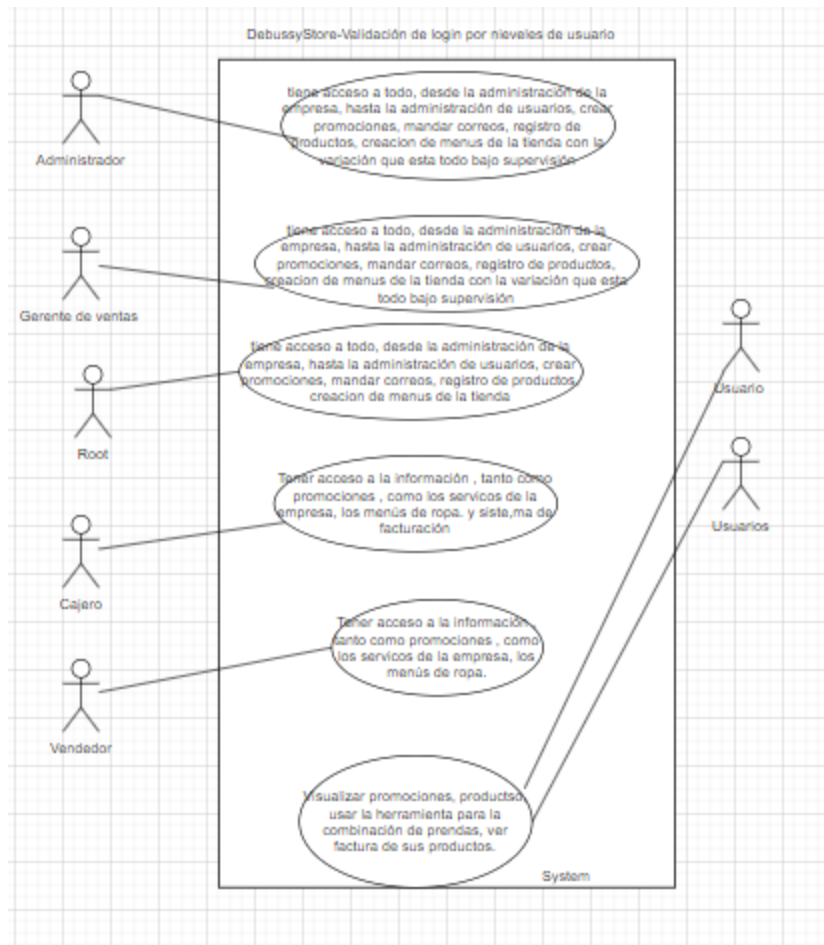 DebussyStore-Validación de login por nieveles de usuario
tiene acceso a todo, desde la administración de la
empresa, hasta la administración de usuarios, crear
promociones, mandar correos, registro de
productos, creacion de menus de la tienda con la
variación que esta todo bajo supervisión
Administrador
tiene acceso a todo, desde la administración de la
empresa, hasta la administración de usuarios, crear
promociones, mandar correos, registro de productos,
creacion de menus de la tienda con la variación que esta
todo bajo supervisión
Gerente de ventas
tiene acceso a todo, desde la administración de la
empresa, hasta la administración de usuarios, crear
promociones, mandar correos, registro de productos,
creacion de menus de la tienda
Root
Usuario
Tener acceso a la información , tanto como
promociones , como los servicos de la
empresa, los menús de ropa. y siste,ma de
facturación
Usuarios
Cajero
Tener acceso a la información ,
tanto como promociones , como
los servicos de la empresa, los
menús de ropa.
Vendedor
Visualizar promociones, productso,
usar la herramienta para la
combinación de prendas, ver
factura de sus productos.
System